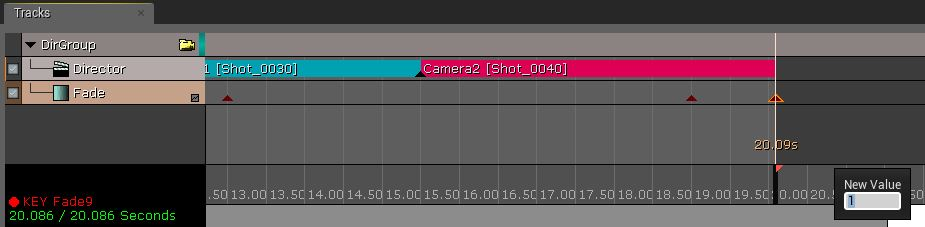 Tracks
DirGroup
Director
1 [Shot_0030]
Camera2 [Shot_0040]
Fade
20.09s
.50 13.00 13.50 14.00 14.50 15.00 15.50 16.00 16.50 17.00 17.50 18.00 18.50 19.00 19.50 20.00 20.50
KEY Fade9
20.086 / 20.086 Seconds
New Value
1